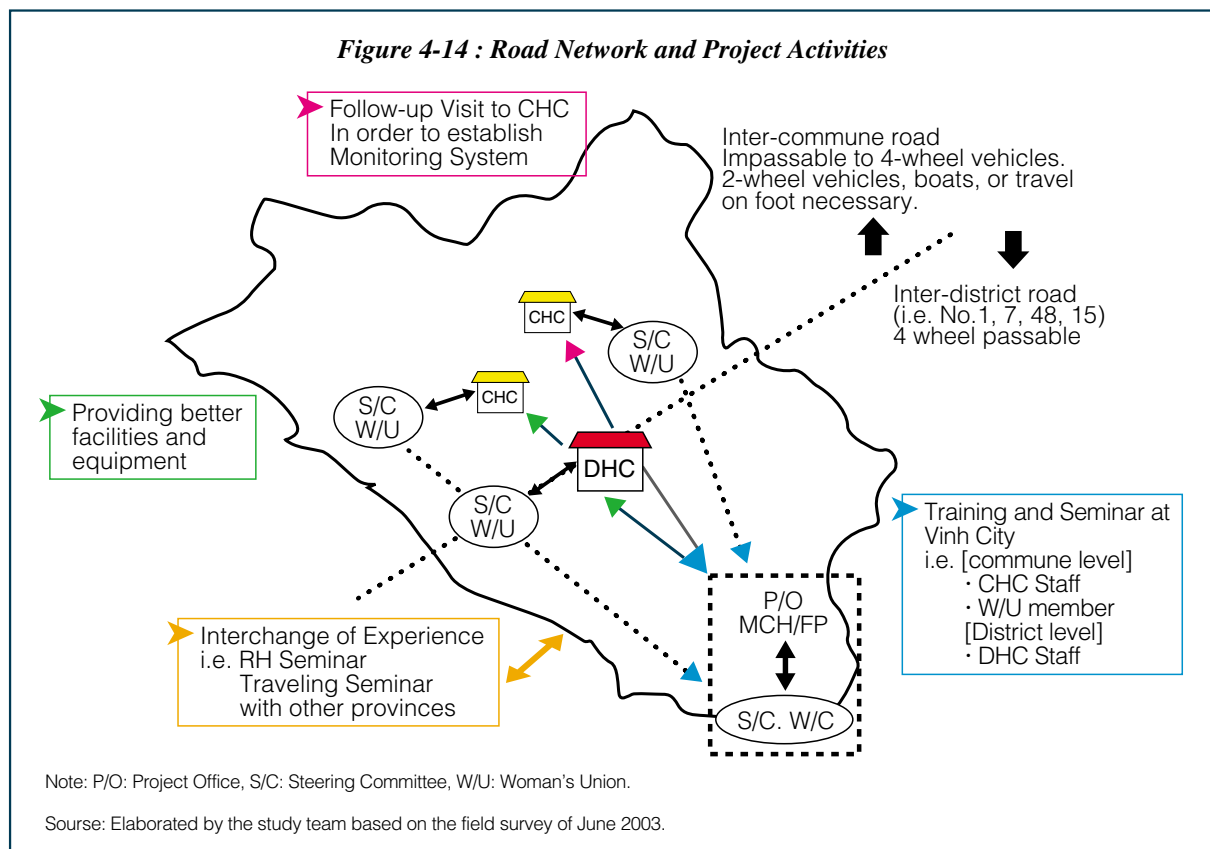 Figure 4-14 : Road Network and Project Activities
Follow-up Visit to CHC
In order to establish
Monitoring System
Inter-commune road
Impassable to 4-wheel vehicles.
2-wheel vehicles, boats, or travel
on foot necessary.
Inter-district road
(i.e. No.1, 7, 48, 15)
4 wheel passable
CHC
S/C
W/U
CHC
S/C
W/U
Providing better
facilities and
equipment
DHC
S/C
W/U
Training and Seminar at
Vinh City
i.e. [commune level]
· CHC Staff
· W/U member
[District level]
· DHC Staff
P/O
MCH/FP
S/C. W/C
Interchange of Experience
i.e. RH Seminar
Traveling Seminar
with other provinces
Note: P/O: Project Office, S/C: Steering Committee, W/U: Woman's Union.
Sourse: Elaborated by the study team based on the field survey of June 2003.